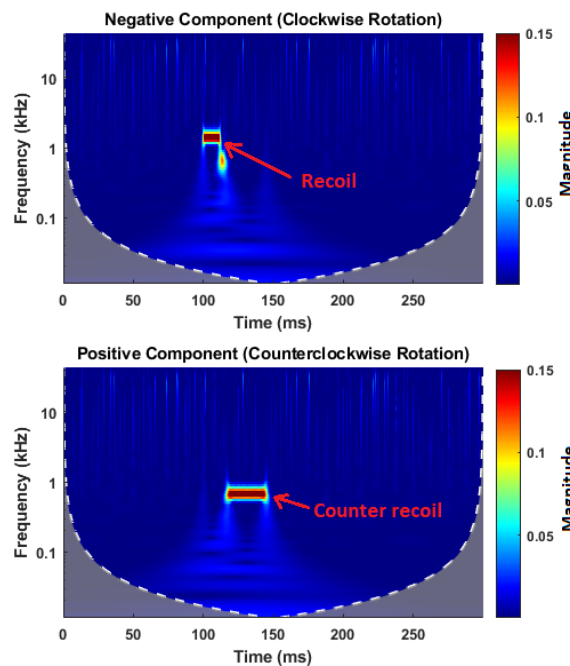 Negative Component (Clockwise Rotation)
Frequency (kHz)
10
1
0.1
Recoil
0 50 100 150 200 250
Time (ms)
0.15
0.1
0.05
Magnitude
Positive Component (Counterclockwise Rotation)
Frequency (kHz)
10
1
0.1
Counter recoil
0 50 100 150 200 250
Time (ms)
0.15
0.1
0.05
Magnitude